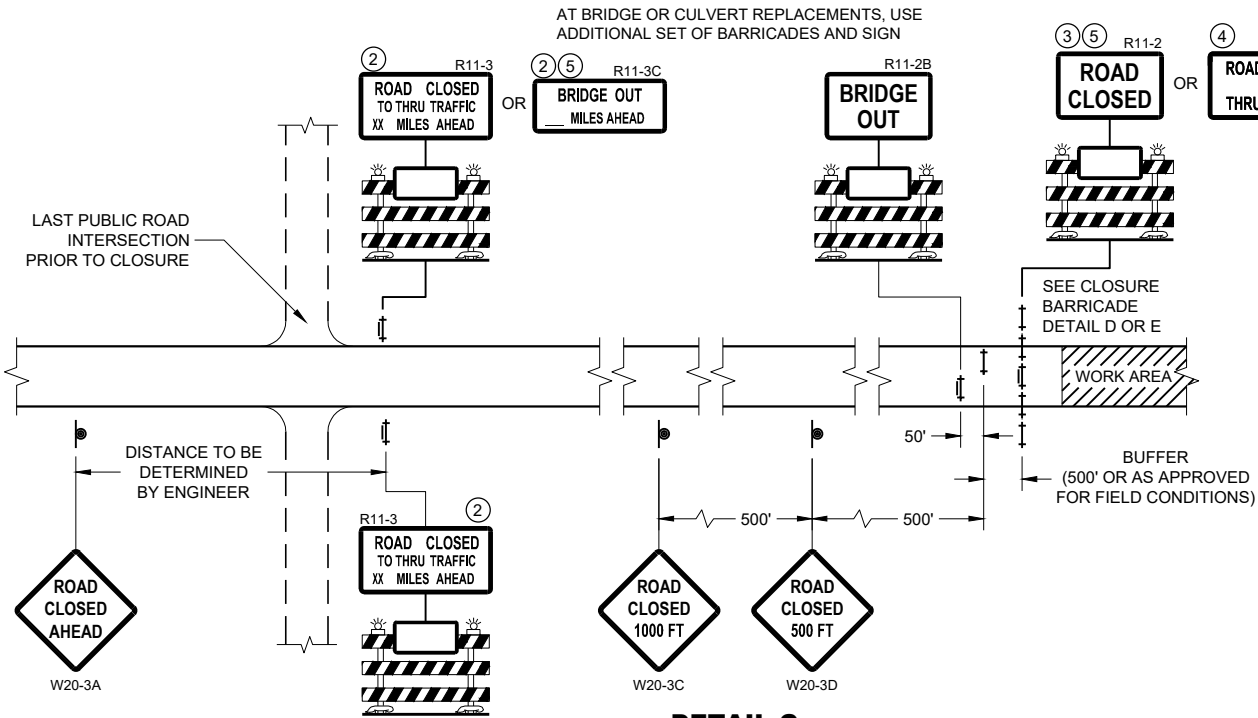 AT BRIDGE OR CULVERT REPLACEMENTS, USE
ADDITIONAL SET OF BARRICADES AND SIGN
2
R11-3
ROAD CLOSED
TO THRU TRAFFIC
XX MILES AHEAD
OR
2 5
R11-3C
BRIDGE OUT
___ MILES AHEAD
R11-2B
BRIDGE
OUT
3 5
R11-2
ROAD
CLOSED
OR
4
ROAD
THRU
LAST PUBLIC ROAD
INTERSECTION
PRIOR TO CLOSURE
SEE CLOSURE
BARRICADE
DETAIL D OR E
WORK AREA
DISTANCE TO BE
DETERMINED
BY ENGINEER
50'
BUFFER
(500' OR AS APPROVED
FOR FIELD CONDITIONS)
500'
500'
R11-3
2
ROAD CLOSED
TO THRU TRAFFIC
XX MILES AHEAD
ROAD
CLOSED
AHEAD
W20-3A
ROAD
CLOSED
1000 FT
W20-3C
ROAD
CLOSED
500 FT
W20-3D